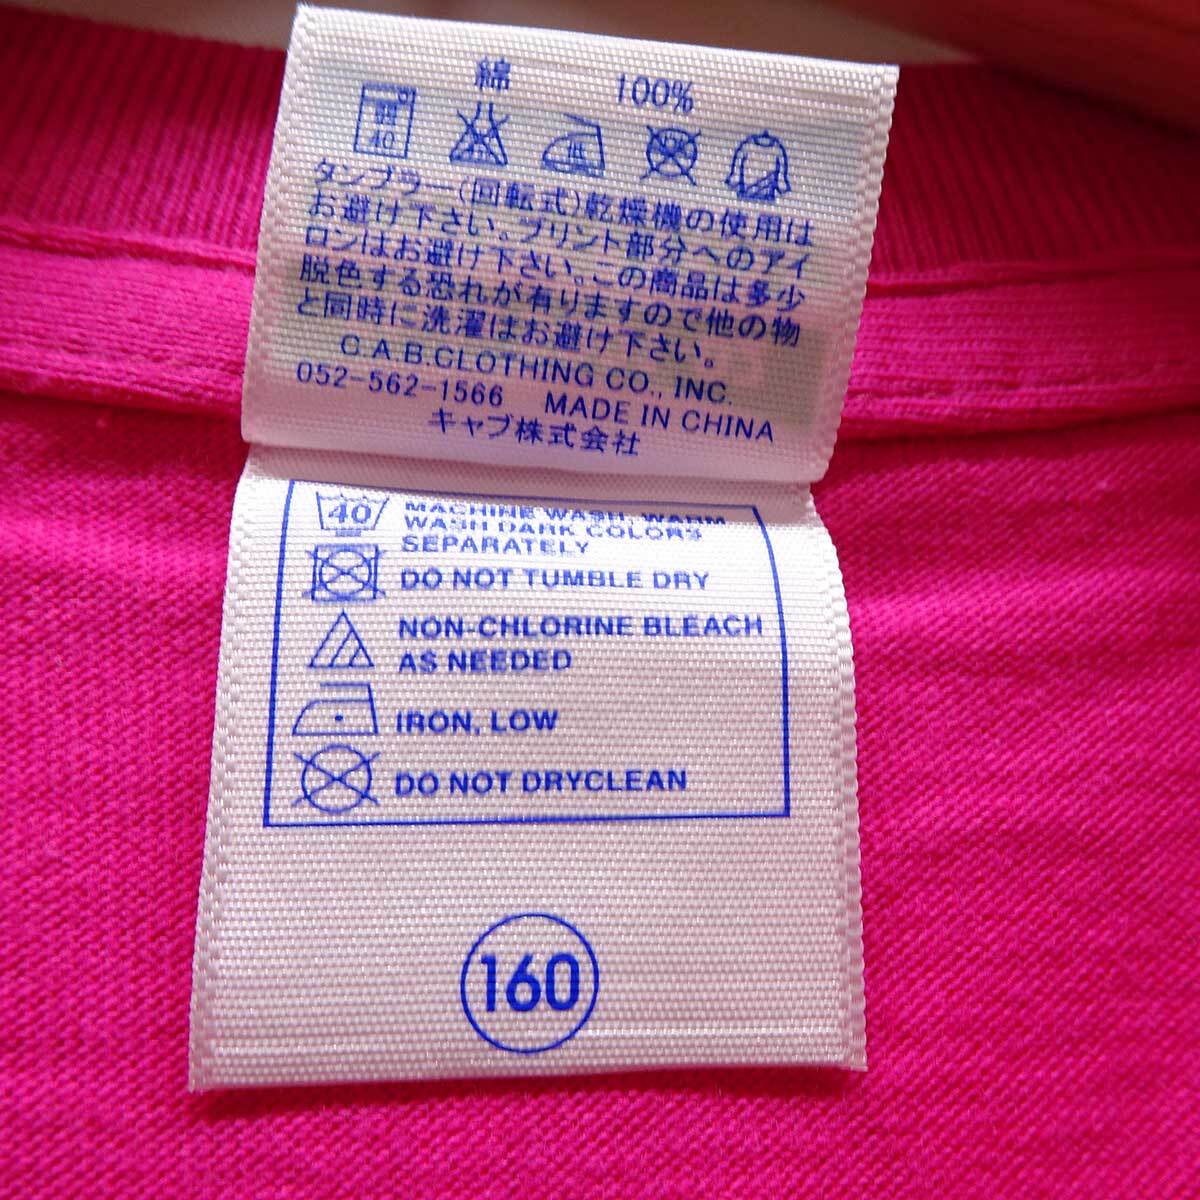 綿 100%
弱 40
タンブラー(回転式)乾燥機の使用は
お避け下さい。プリント部分へのアイ
ロンはお避け下さい。この商品は多少
脱色する恐れが有りますので他の物
と同時に洗濯はお避け下さい。
C.A.B.CLOTHING CO., INC.
052-562-1566 MADE IN CHINA
キャブ株式会社
40 MACHINE WASH, WARM
WASH DARK COLORS
SEPARATELY
DO NOT TUMBLE DRY
NON-CHLORINE BLEACH
AS NEEDED
IRON, LOW
DO NOT DRYCLEAN
160